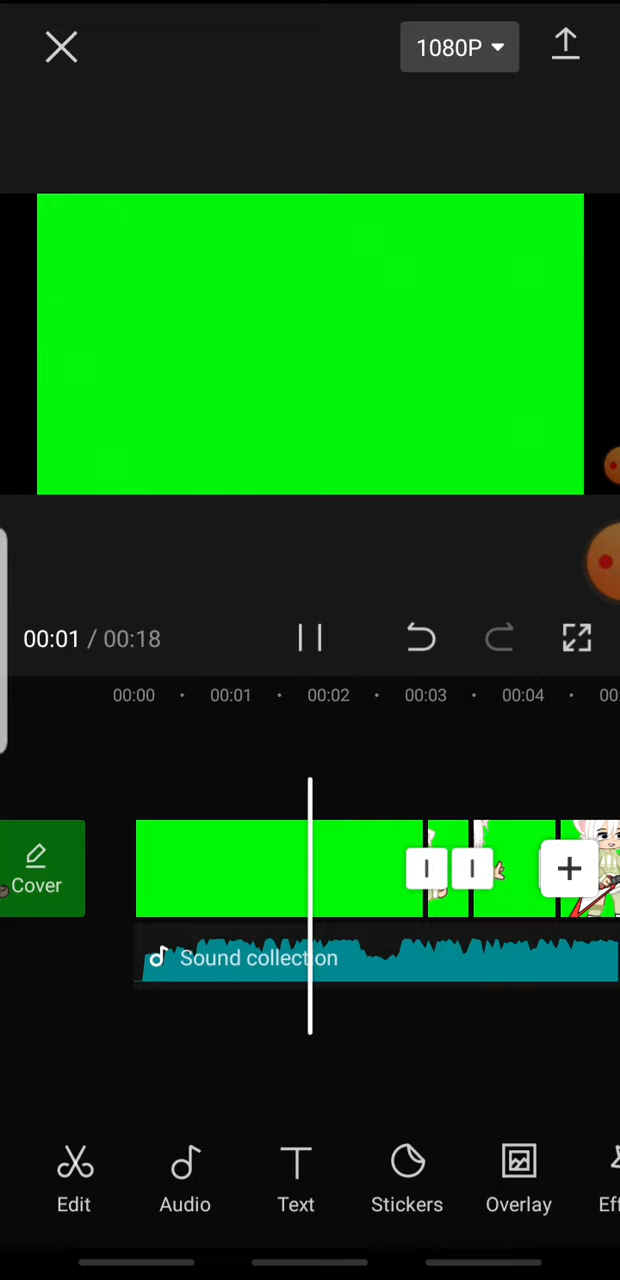 1080P
00:01 / 00:18
00:00 00:01 00:02 00:03 00:04 00:
Cover
Sound collection
Edit Audio Text Stickers Overlay Eff